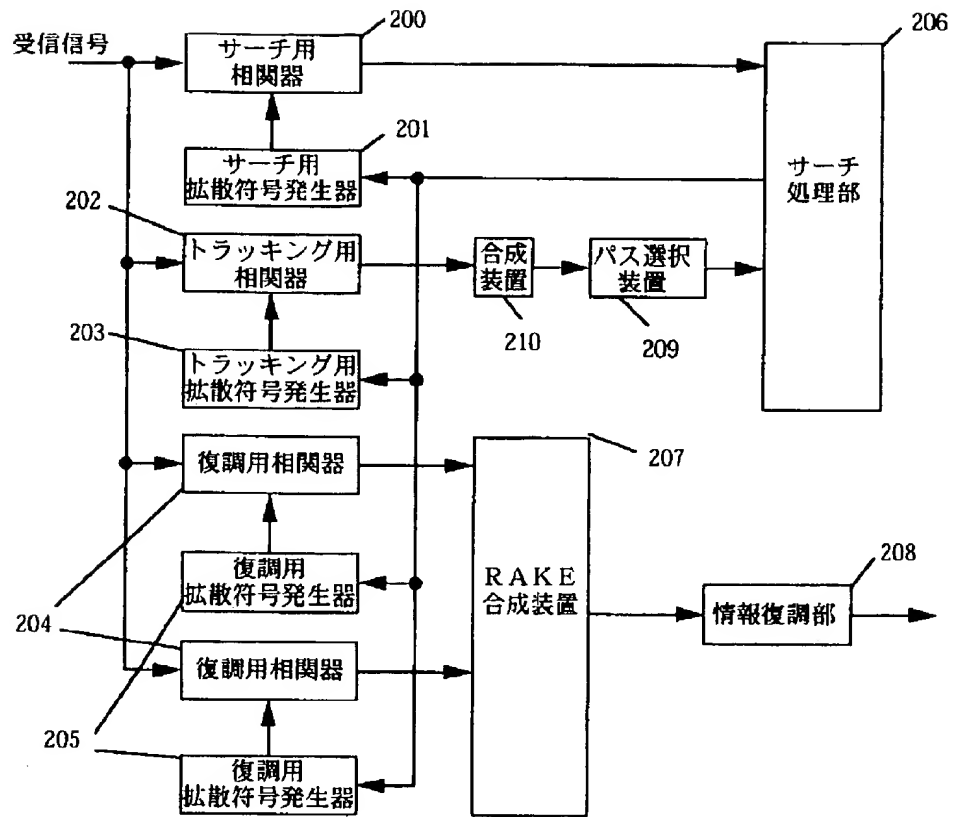 200
受信信号
サーチ用
相関器
206
201
サーチ用
拡散符号発生器
サーチ
処理部
202
トラッキング用
相関器
合成
装置
パス選択
装置
210
209
203
トラッキング用
拡散符号発生器
207
復調用相関器
復調用
拡散符号発生器
RAKE
合成装置
208
情報復調部
204
復調用相関器
205
復調用
拡散符号発生器